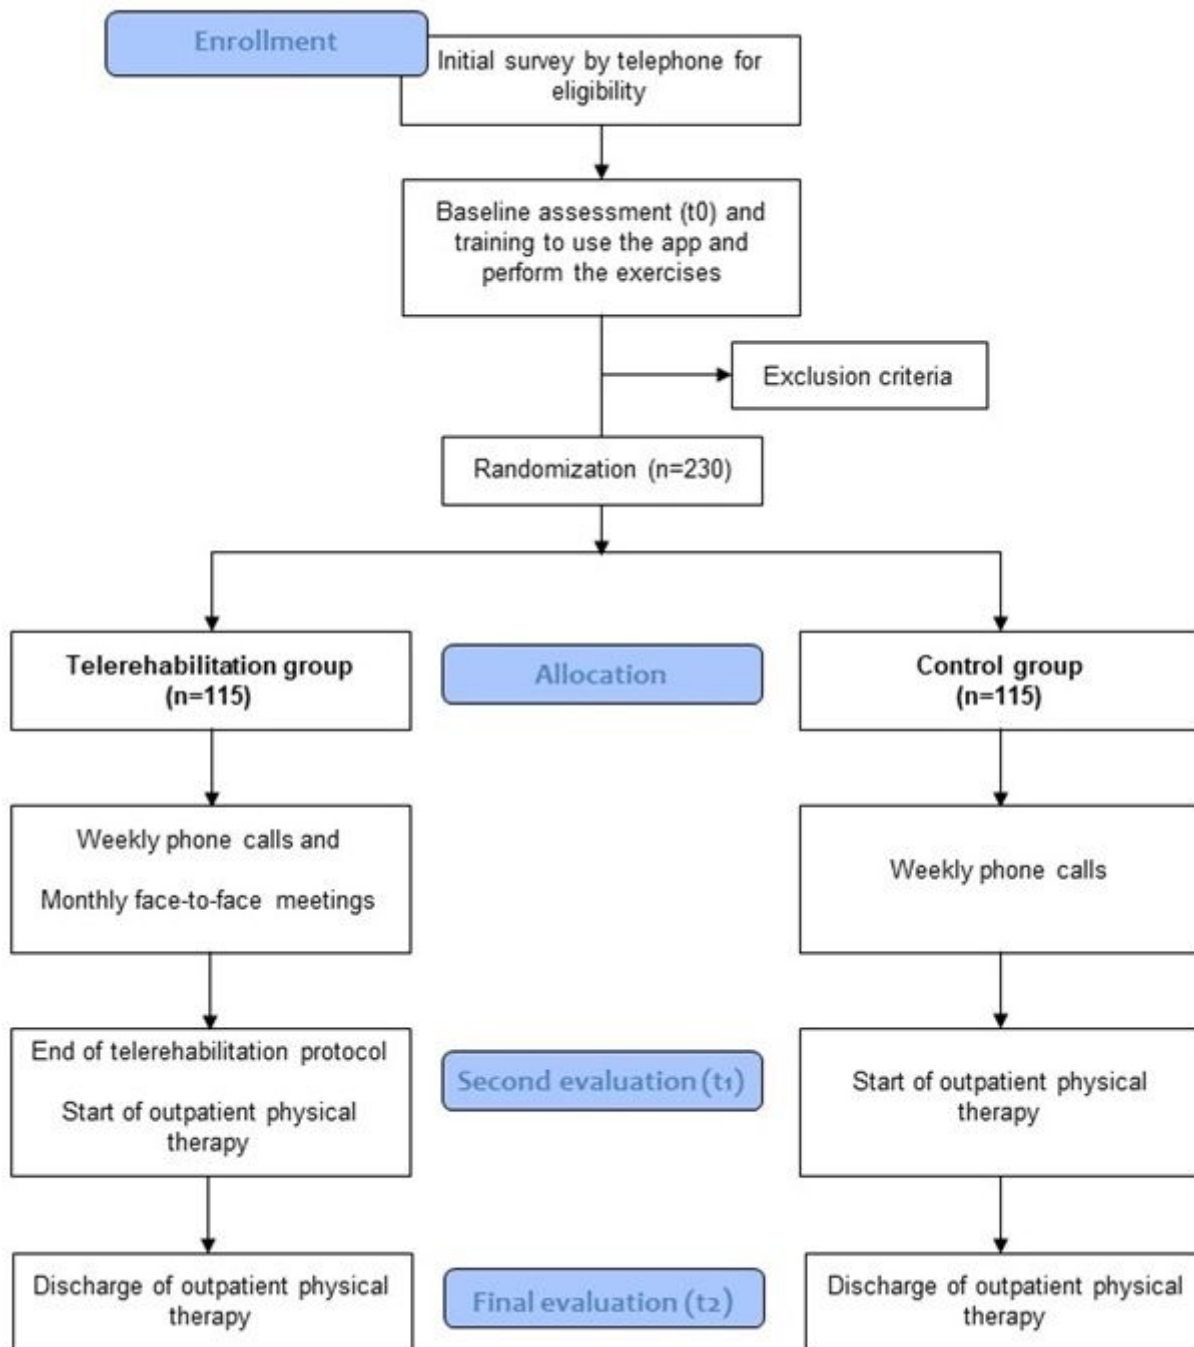 Enrollment
Initial survey by telephone for
eligibility
Baseline assessment (t0) and
training to use the app and
perform the exercises
Exclusion criteria
Randomization (n=230)
Telerehabilitation group
(n=115)
Allocation
Control group
(n=115)
Weekly phone calls and
Monthly face-to-face meetings
Weekly phone calls
End of telerehabilitation protocol
Start of outpatient physical
therapy
Second evaluation (t1)
Start of outpatient physical
therapy
Discharge of outpatient physical
therapy
Final evaluation (t2)
Discharge of outpatient physical
therapy